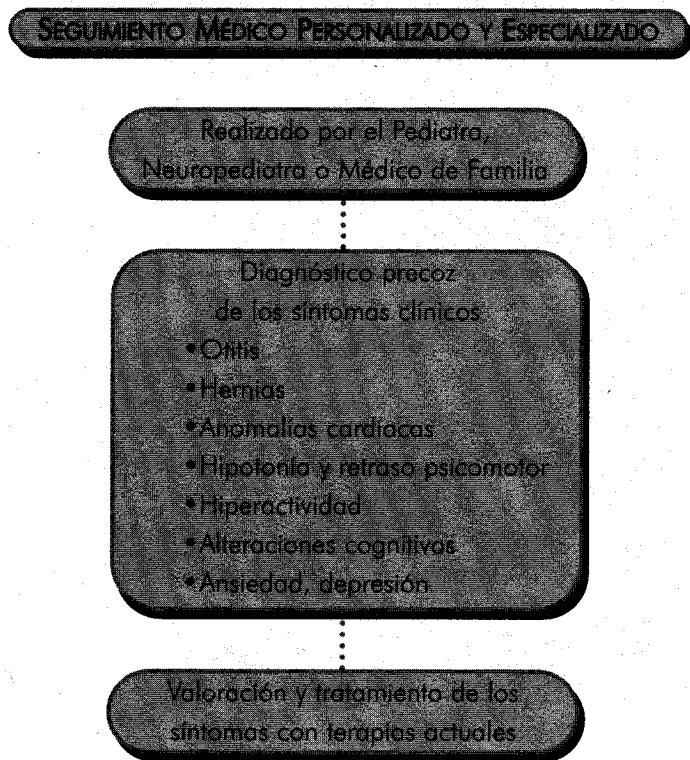 SEGUIMIENTO MÉDICO PERSONALIZADO Y ESPECIALIZADO
Realizado por el Pediatra,
Neuropediatra o Médico de Familia
Diagnóstico precoz
de los síntomas clínicos
•Otitis
•Hernias
•Anomalías cardíacas
•Hipotonía y retraso psicomotor
•Hiperactividad
•Alteraciones cognitivas
•Ansiedad, depresión
Valoración y tratamiento de los
síntomas con terapias actuales